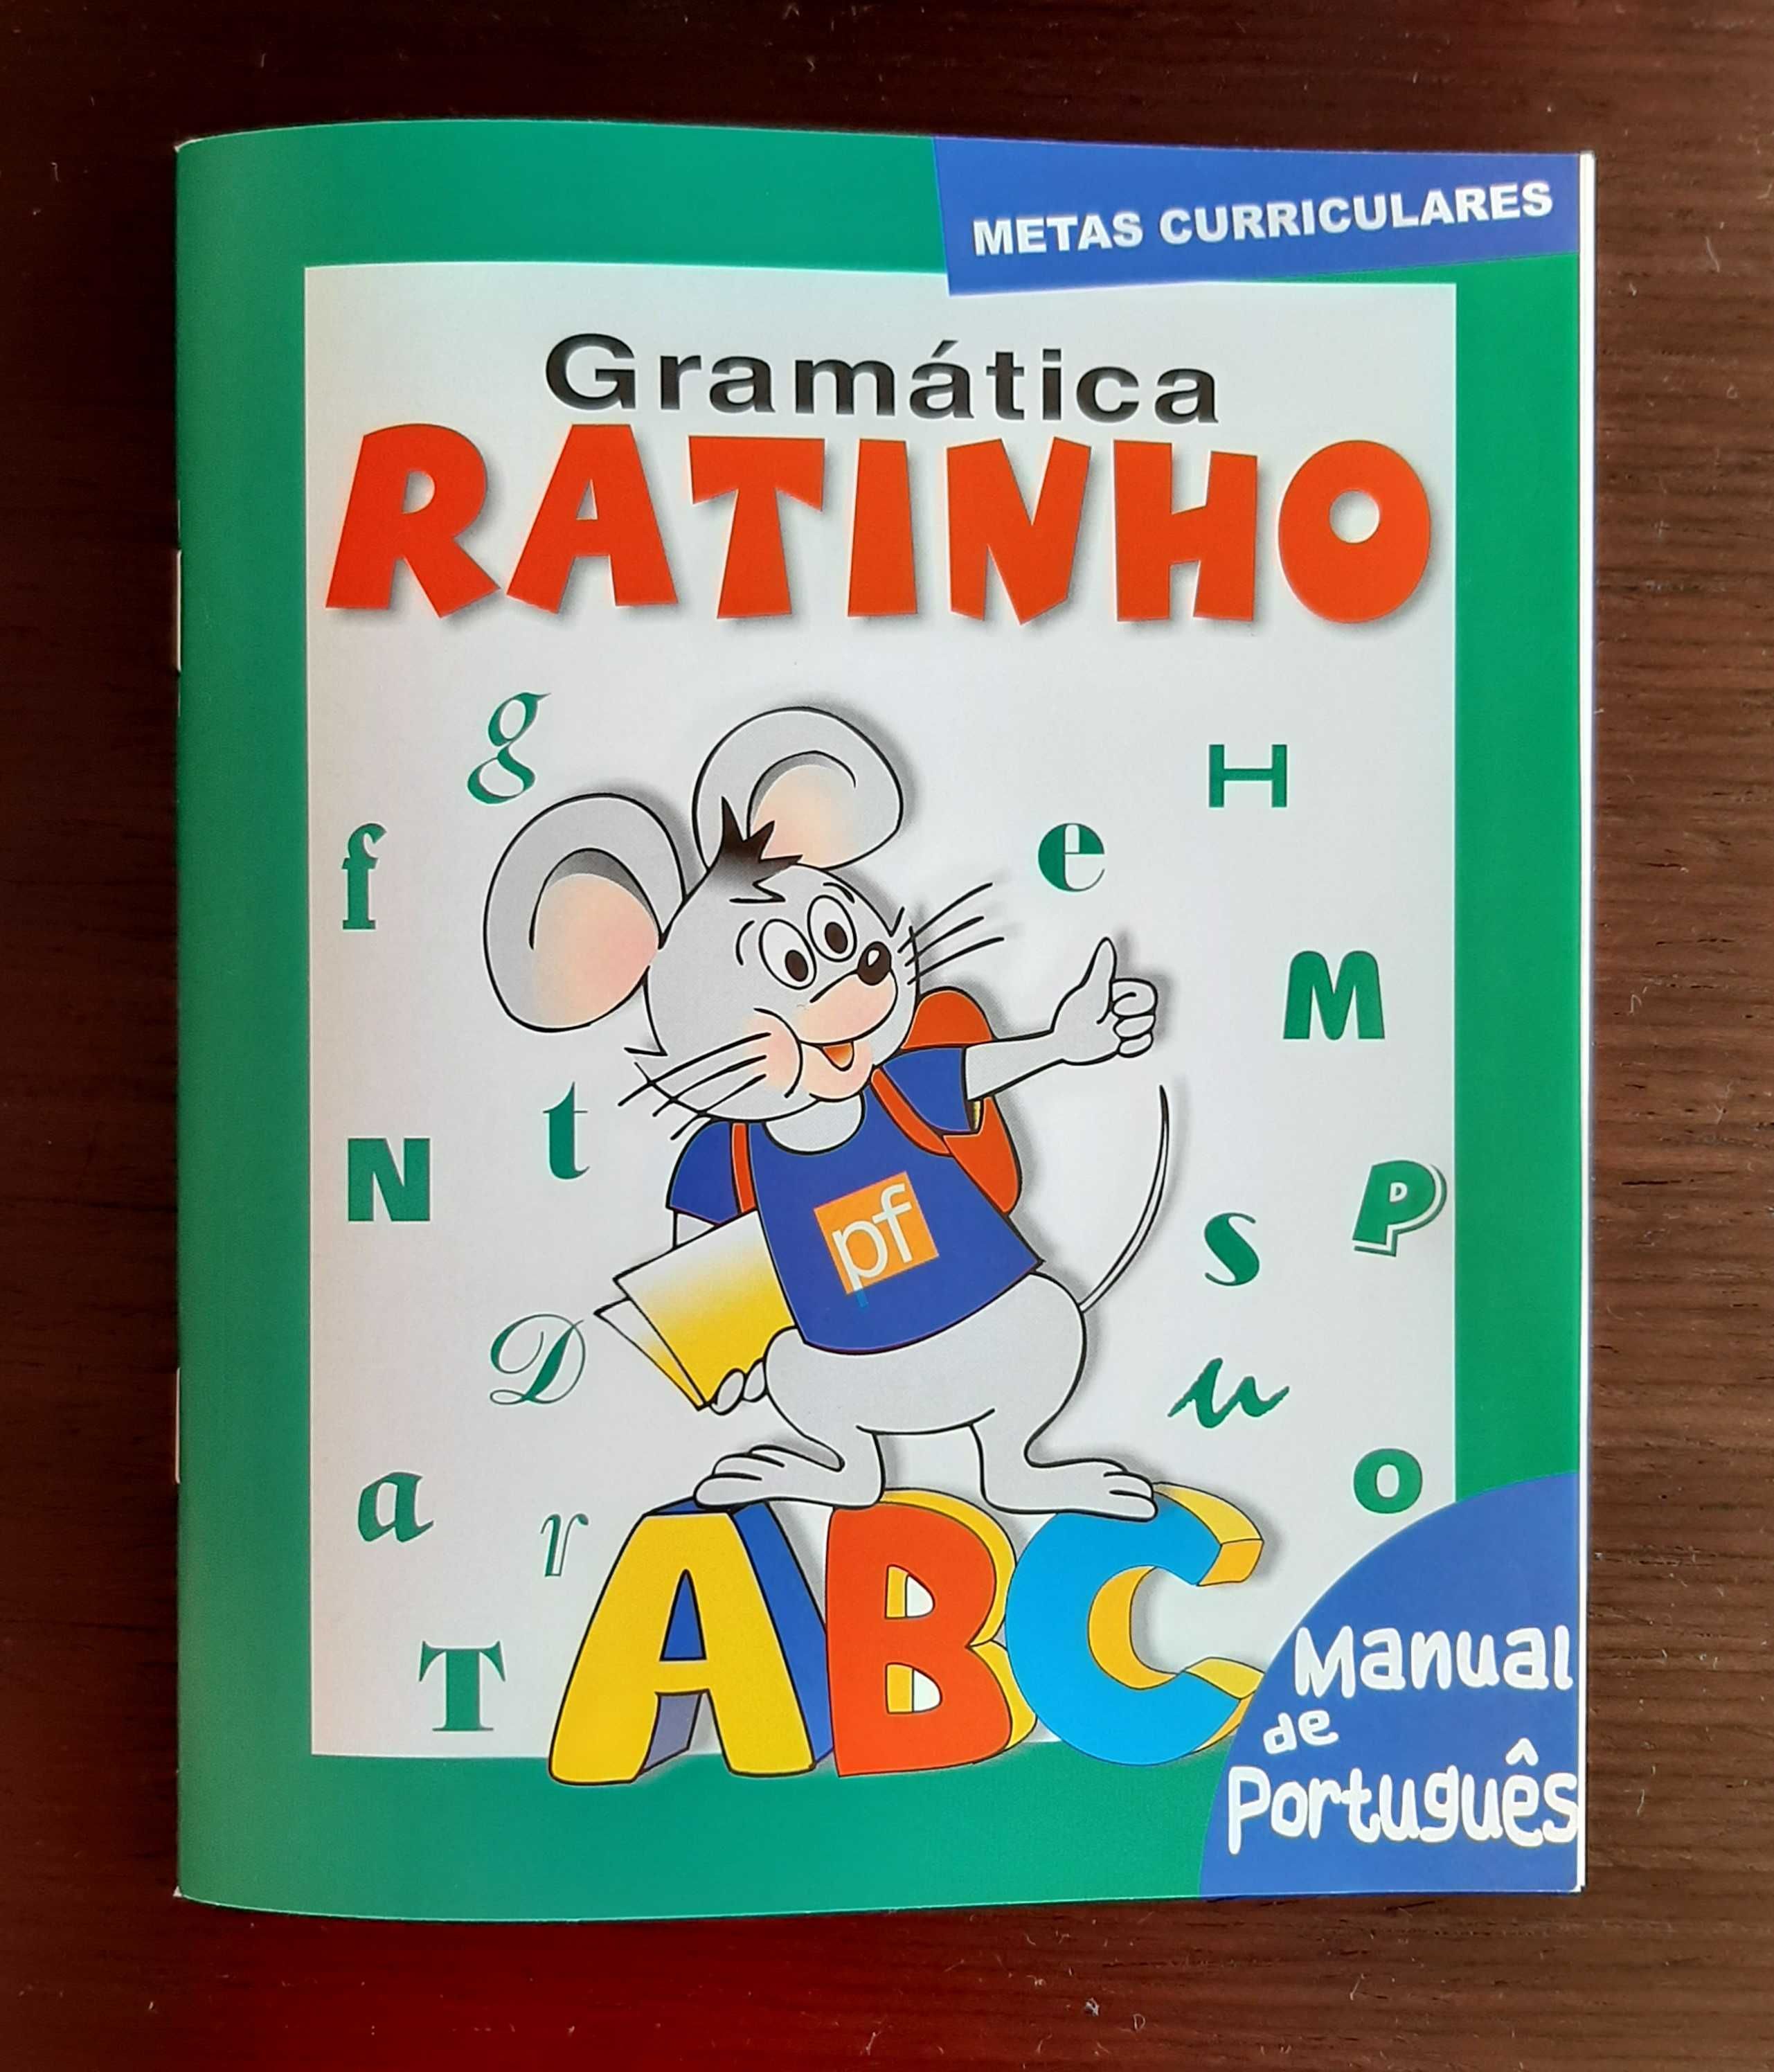 METAS CURRICULARES
Gramática
RATINHO
g
H
f
e
M
t
N
P
s
pf
D
u
o
a
r
T
ABC
Manual
de
Português